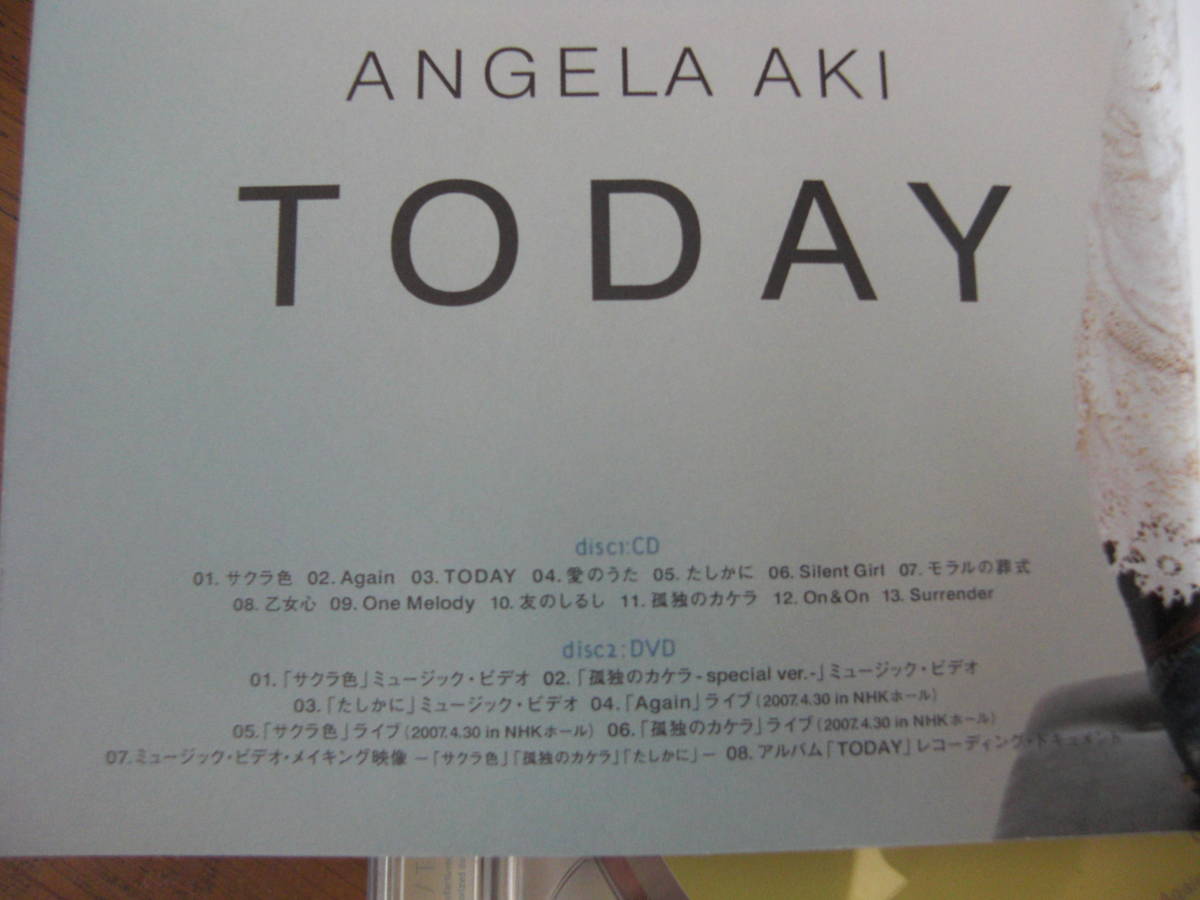 ANGELA AKI
TODAY
disc1:CD
01. サクラ色 02. Again 03. TODAY 04. 愛のうた 05. たしかに 06. Silent Girl 07. モラルの葬式
08. 乙女心 09. One Melody 10. 友のしるし 11. 孤独のカケラ 12. On&On 13. Surrender
disc2:DVD
01.「サクラ色」ミュージック・ビデオ 02.「孤独のカケラ-special ver.-」ミュージック・ビデオ
03.「たしかに」ミュージック・ビデオ 04.「Again」ライブ(2007.4.30 in NHKホール)
05.「サクラ色」ライブ(2007.4.30 in NHKホール) 06.「孤独のカケラ」ライブ(2007.4.30 in NHKホール)
07.ミュージック・ビデオ・メイキング映像 −「サクラ色」「孤独のカケラ」「たしかに」− 08. アルバム「TODAY」レコーディング・ドキュメント